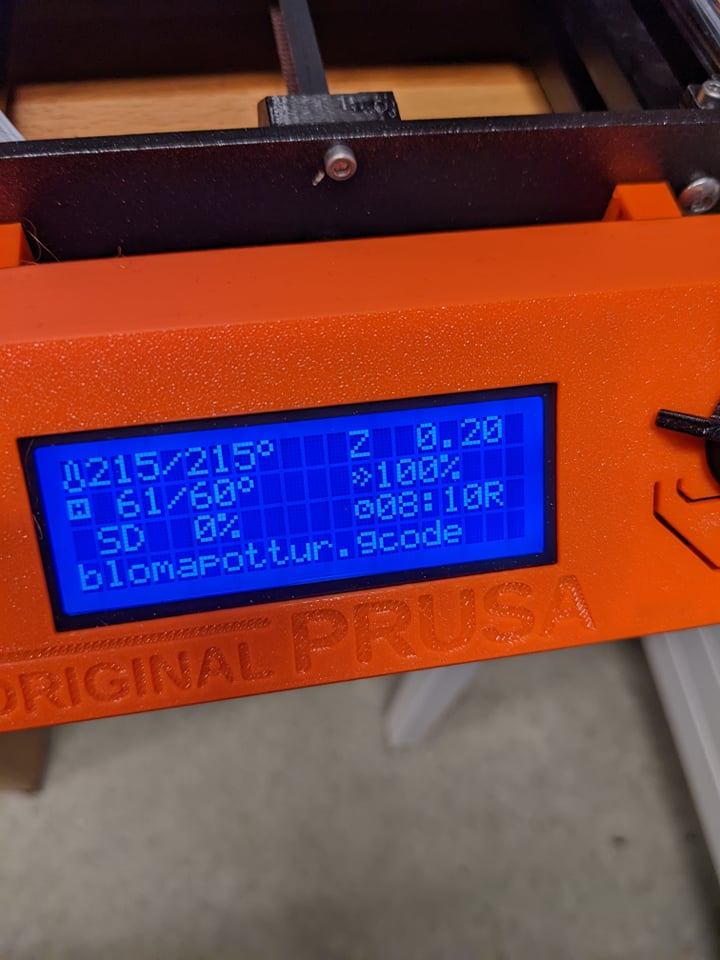 215/215° Z 0.20
61/60° 100%
SD 0% 08:10R
blomapottur.gcode
ORIGINAL PRUSA